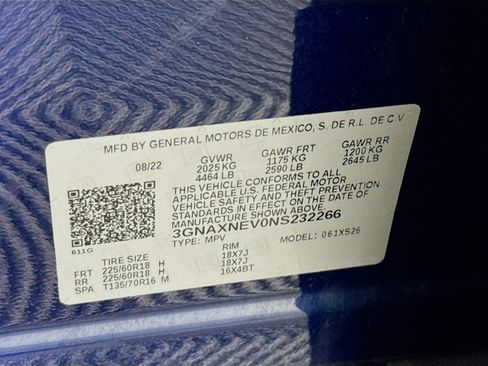 MFD BY GENERAL MOTORS DE MEXICO, S. DE R.L. DE C V
08/22 GVWR GAWR FRT GAWR RR
2025 KG 1175 KG 1200 KG
4464 LB 2590 LB 2645 LB
THIS VEHICLE CONFORMS TO ALL
APPLICABLE U.S. FEDERAL MOTOR
VEHICLE SAFETY AND THEFT PREVENTION
STANDARDS IN EFFECT ON THE DATE OF
MANUFACTURE SHOWN ABOVE.
3GNAXNEV0NS232266
TYPE: MPV MODEL: 061XS26
611G
TIRE SIZE RIM
FRT 225/60R18 H 18X7J
RR 225/60R18 H 18X7J
SPA T135/70R16 M 16X4BT